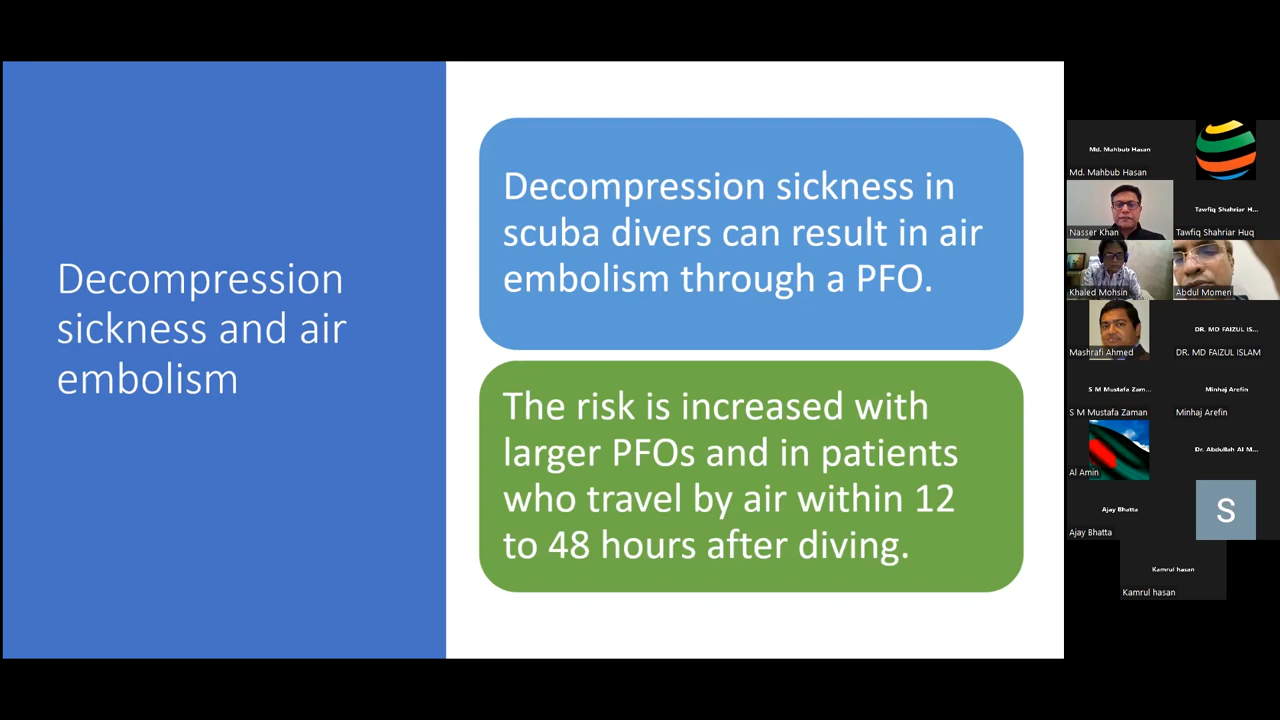 Decompression
sickness and air
embolism
Decompression sickness in
scuba divers can result in air
embolism through a PFO.
The risk is increased with
larger PFOs and in patients
who travel by air within 12
to 48 hours after diving.
Md. Mahbub Hasan
Md. Mahbub Hasan
Nasser Khan
Tawfiq Shahriar H...
Tawfiq Shahriar Huq
Khaled Mohsin
Abdul Momen
Mashrafi Ahmed
DR. MD FAIZUL IS...
DR. MD FAIZUL ISLAM
S M Mustafa Zam...
S M Mustafa Zaman
Minhaj Arefin
Minhaj Arefin
Al Amin
Dr. Abdullah Al M...
Ajay Bhatta
Ajay Bhatta
S
Kamrul hasan
Kamrul hasan